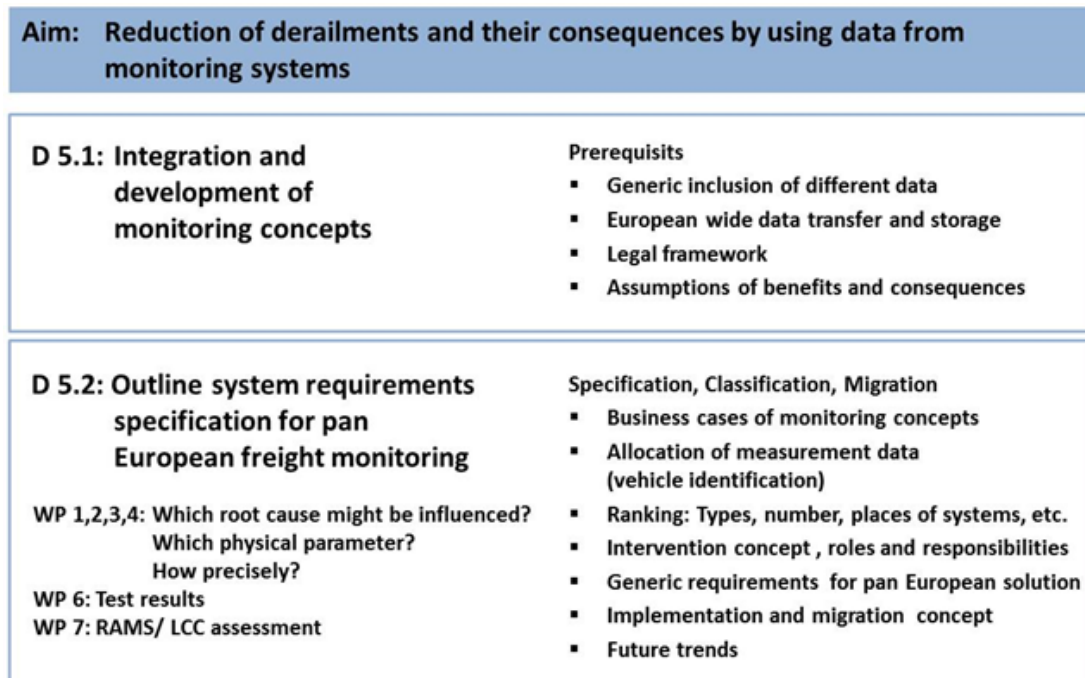 Aim: Reduction of derailments and their consequences by using data from
monitoring systems
D 5.1: Integration and
development of
monitoring concepts
Prerequisits
▪ Generic inclusion of different data
▪ European wide data transfer and storage
▪ Legal framework
▪ Assumptions of benefits and consequences
D 5.2: Outline system requirements
specification for pan
European freight monitoring
WP 1,2,3,4: Which root cause might be influenced?
Which physical parameter?
How precisely?
WP 6: Test results
WP 7: RAMS/ LCC assessment
Specification, Classification, Migration
▪ Business cases of monitoring concepts
▪ Allocation of measurement data
(vehicle identification)
▪ Ranking: Types, number, places of systems, etc.
▪ Intervention concept , roles and responsibilities
▪ Generic requirements for pan European solution
▪ Implementation and migration concept
▪ Future trends